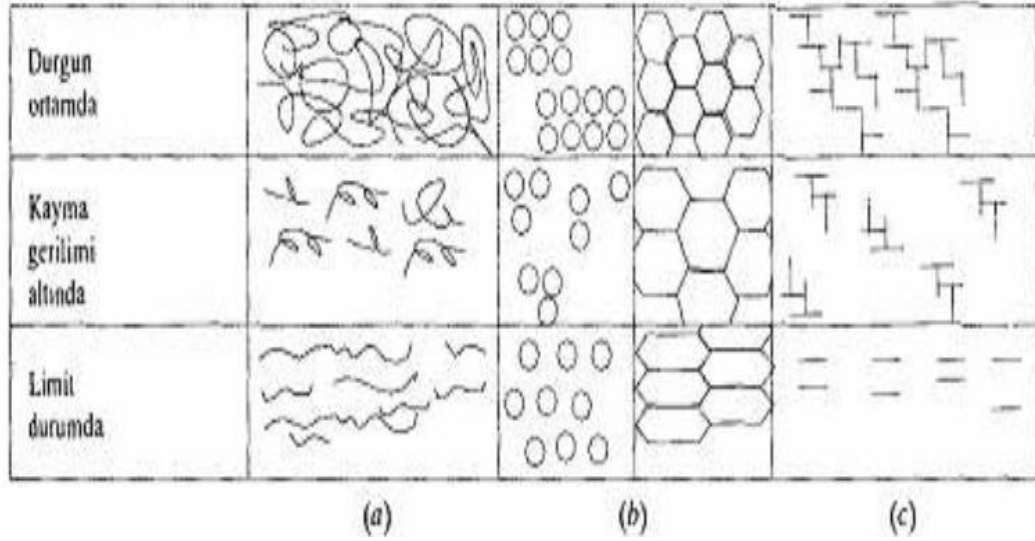 Durgun
ortamda
Kayma
gerilimi
altında
Limit
durumda
(a) (b) (c)